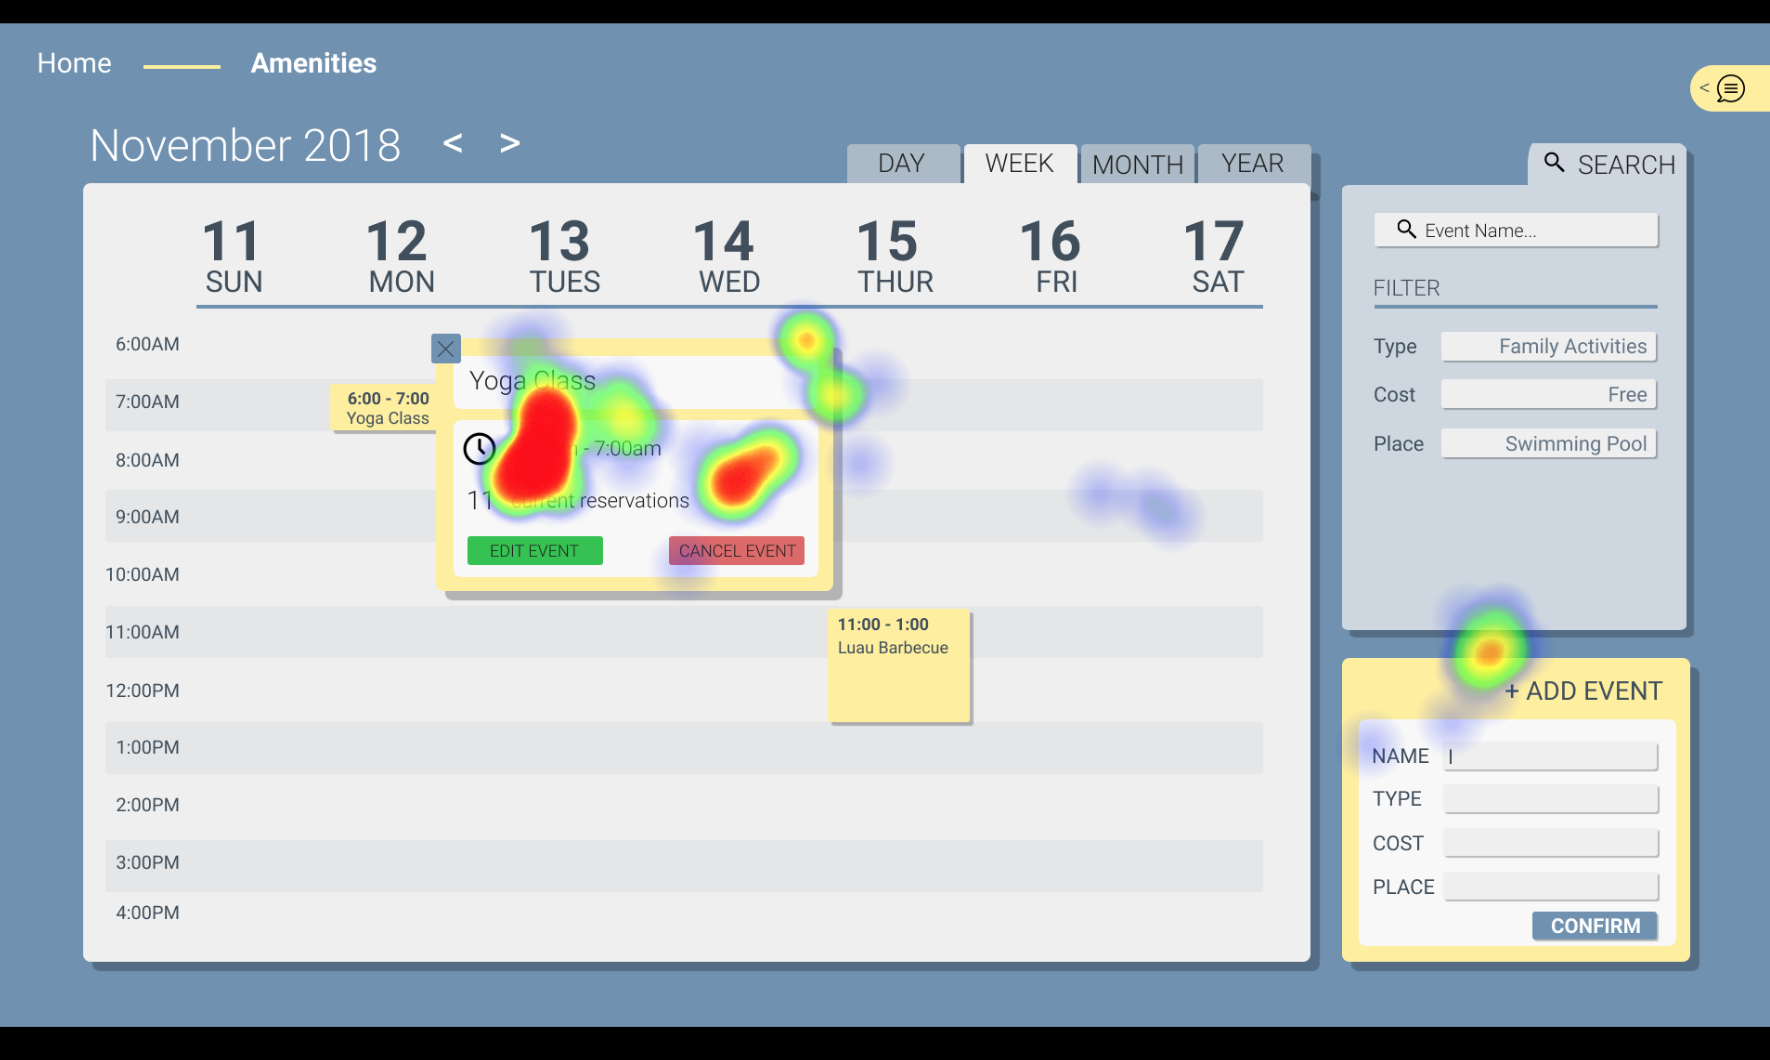 Home Amenities
<
November 2018 < >
DAY WEEK MONTH YEAR
SEARCH
11 12 13 14 15 16 17
SUN MON TUES WED THUR FRI SAT
Event Name...
FILTER
Type Family Activities
Cost Free
Place Swimming Pool
6:00AM
7:00AM
8:00AM
9:00AM
10:00AM
11:00AM
12:00PM
1:00PM
2:00PM
3:00PM
4:00PM
6:00 - 7:00
Yoga Class
Yoga Class
- 7:00am
11 current reservations
EDIT EVENT CANCEL EVENT
11:00 - 1:00
Luau Barbecue
+ ADD EVENT
NAME
TYPE
COST
PLACE
CONFIRM